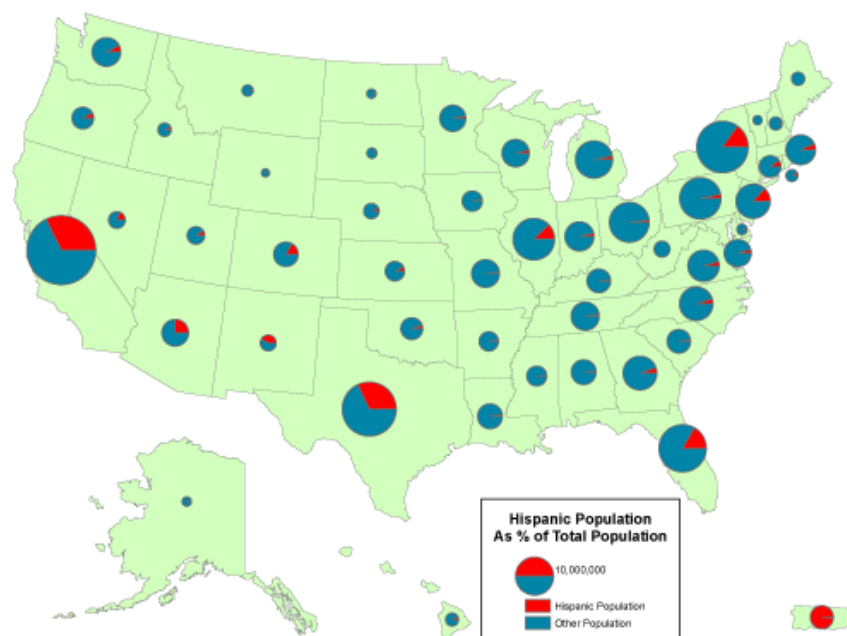 Hispanic Population
As % of Total Population
10,000,000
Hispanic Population
Other Population